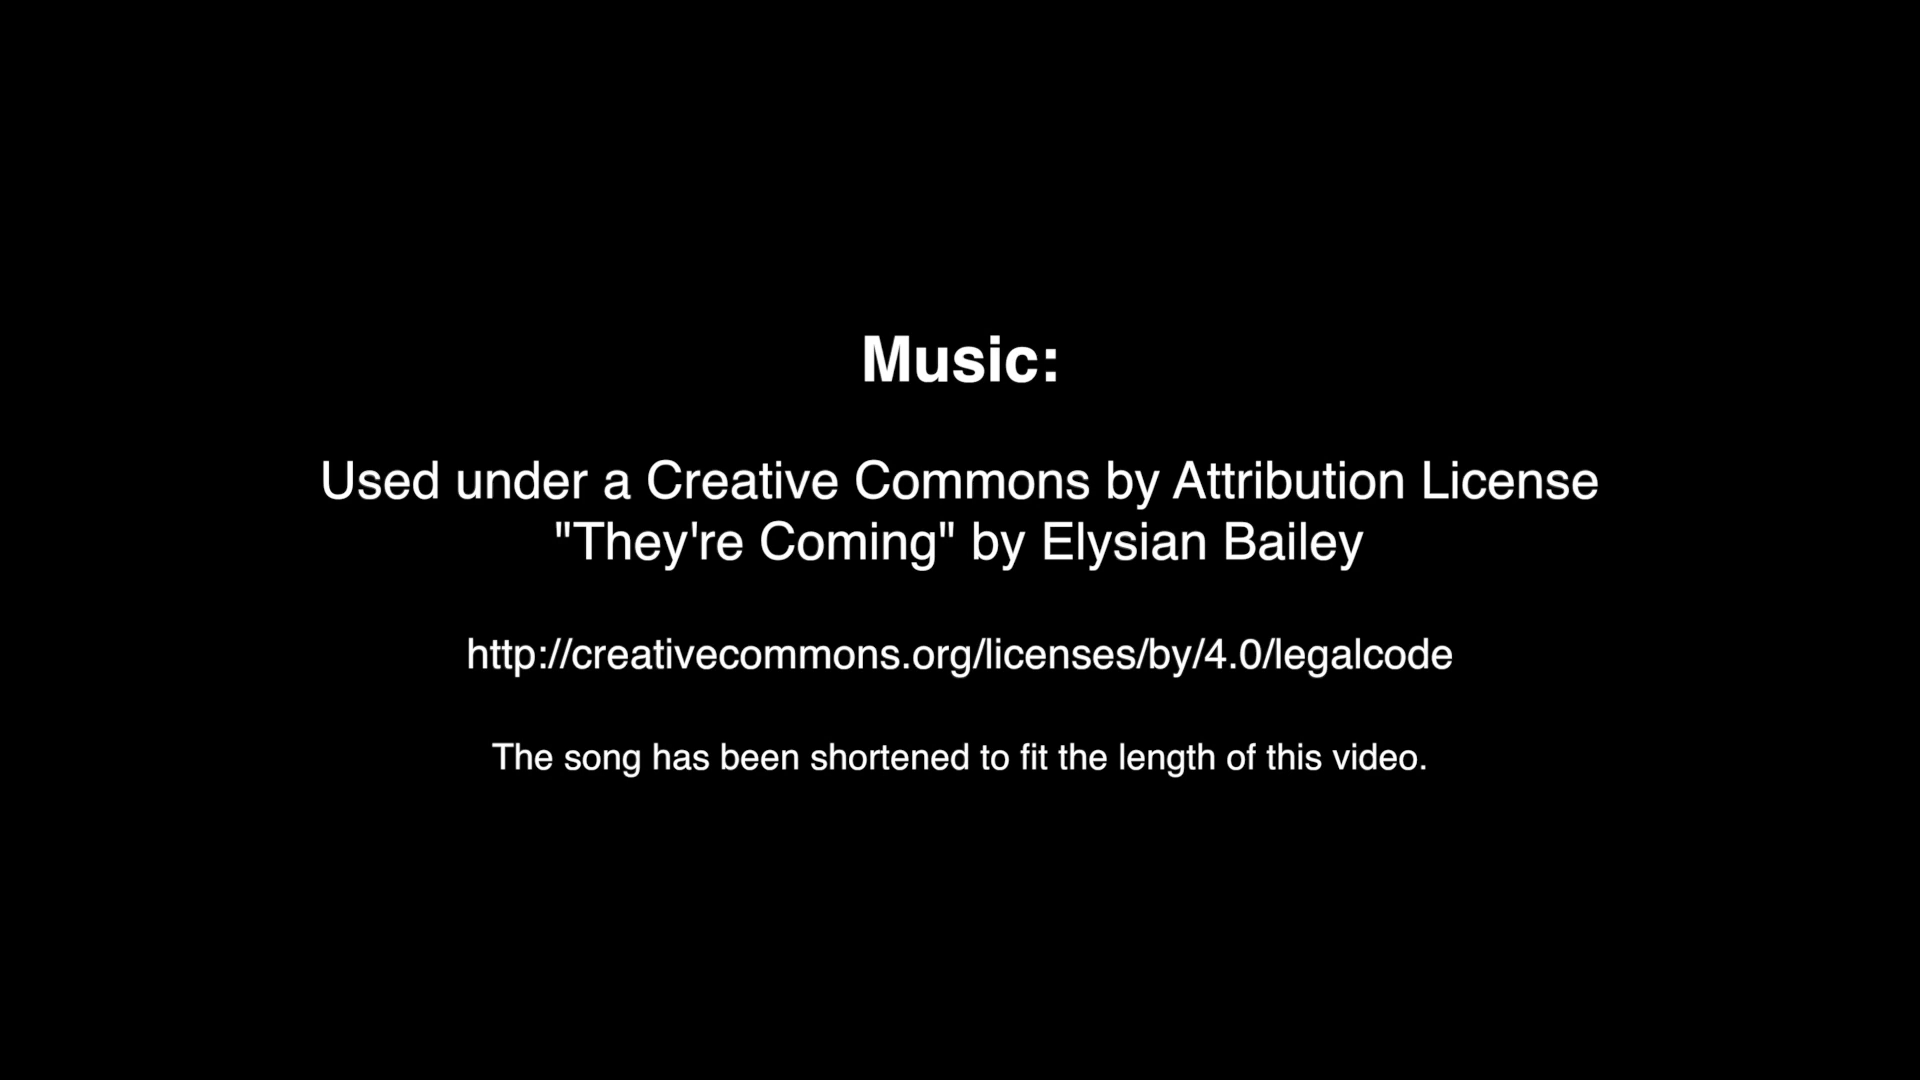 Music:
Used under a Creative Commons by Attribution License
"They're Coming" by Elysian Bailey
http://creativecommons.org/licenses/by/4.0/legalcode
The song has been shortened to fit the length of this video.